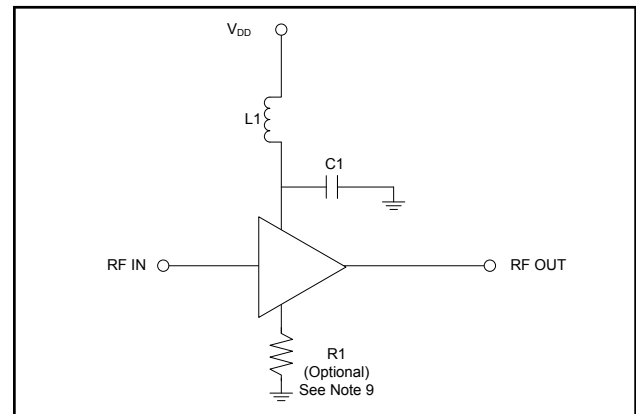 VDD
L1
C1
RF IN
RF OUT
R1
(Optional)
See Note 9